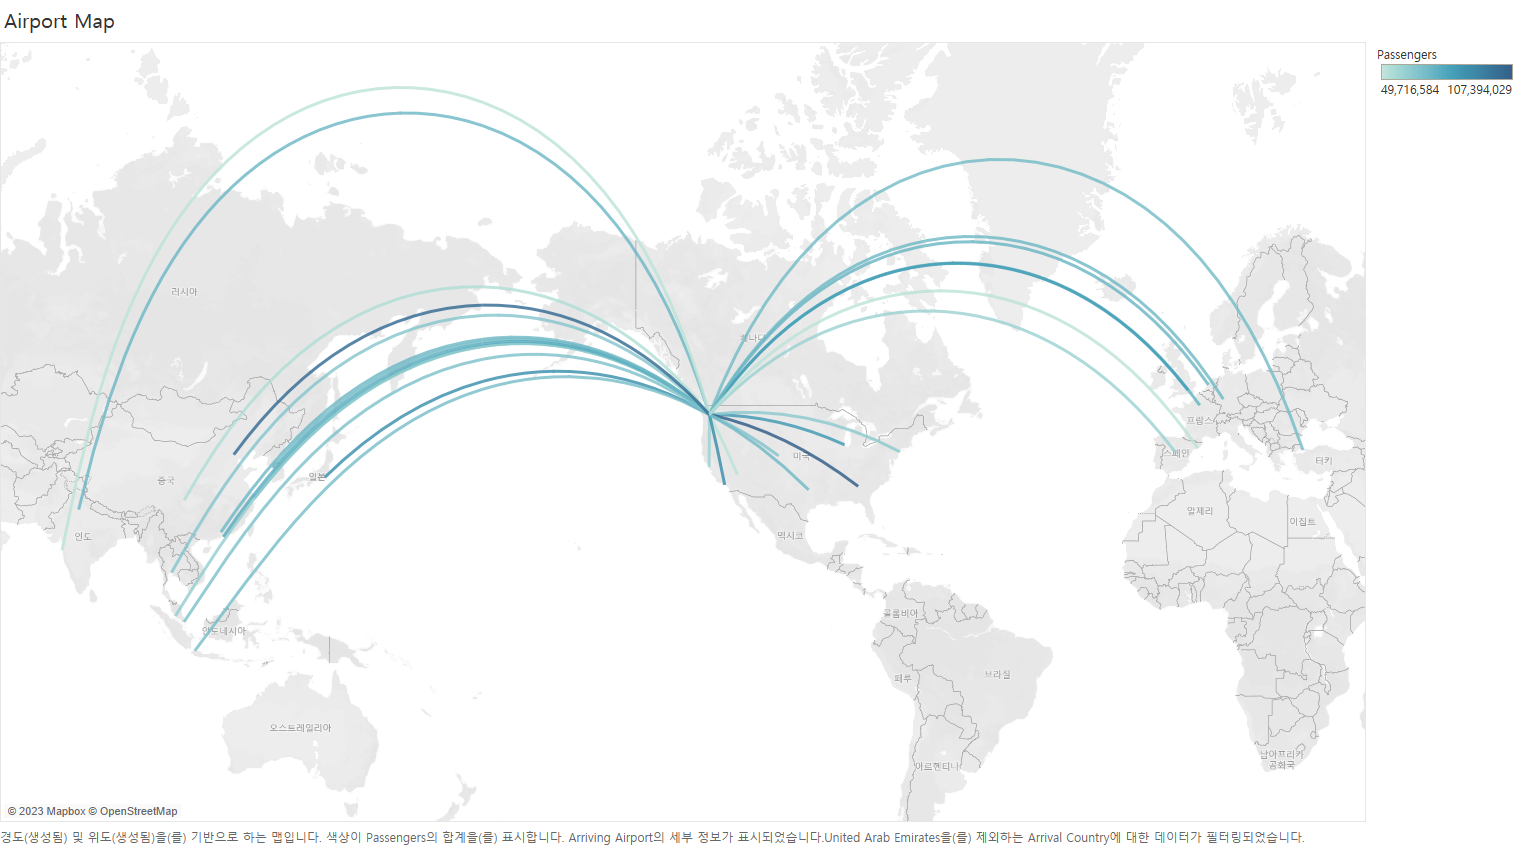 Airport Map
Passengers
49,716,584 107,394,029
러시아
캐나다
프랑스
스페인
터키
중국
일본
미국
인도
알제리
이집트
멕시코
콜롬비아
인도네시아
페루
브라질
오스트레일리아
남아프리카
공화국
아르헨티나
© 2023 Mapbox © OpenStreetMap
경도(생성됨) 및 위도(생성됨)을(를) 기반으로 하는 맵입니다. 색상이 Passengers의 합계을(를) 표시합니다. Arriving Airport의 세부 정보가 표시되었습니다.United Arab Emirates을(를) 제외하는 Arrival Country에 대한 데이터가 필터링되었습니다.